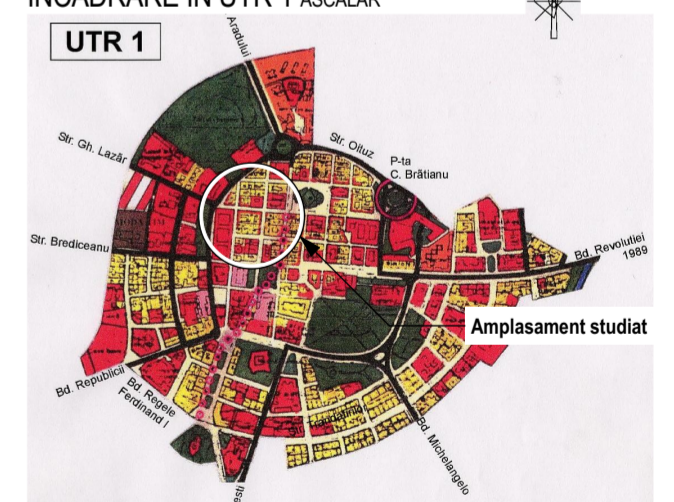 ÎNCADRARE ÎN UTR 1 ASCALAR
UTR 1
Aradului
Str. Gh. Lazăr
Str. Oituz
P-ta
C. Brătianu
Str. Brediceanu
Bd. Revolutiei
1989
Amplasament studiat
Bd. Republicii
Bd. Regele
Ferdinand I
Bd. Michelangelo